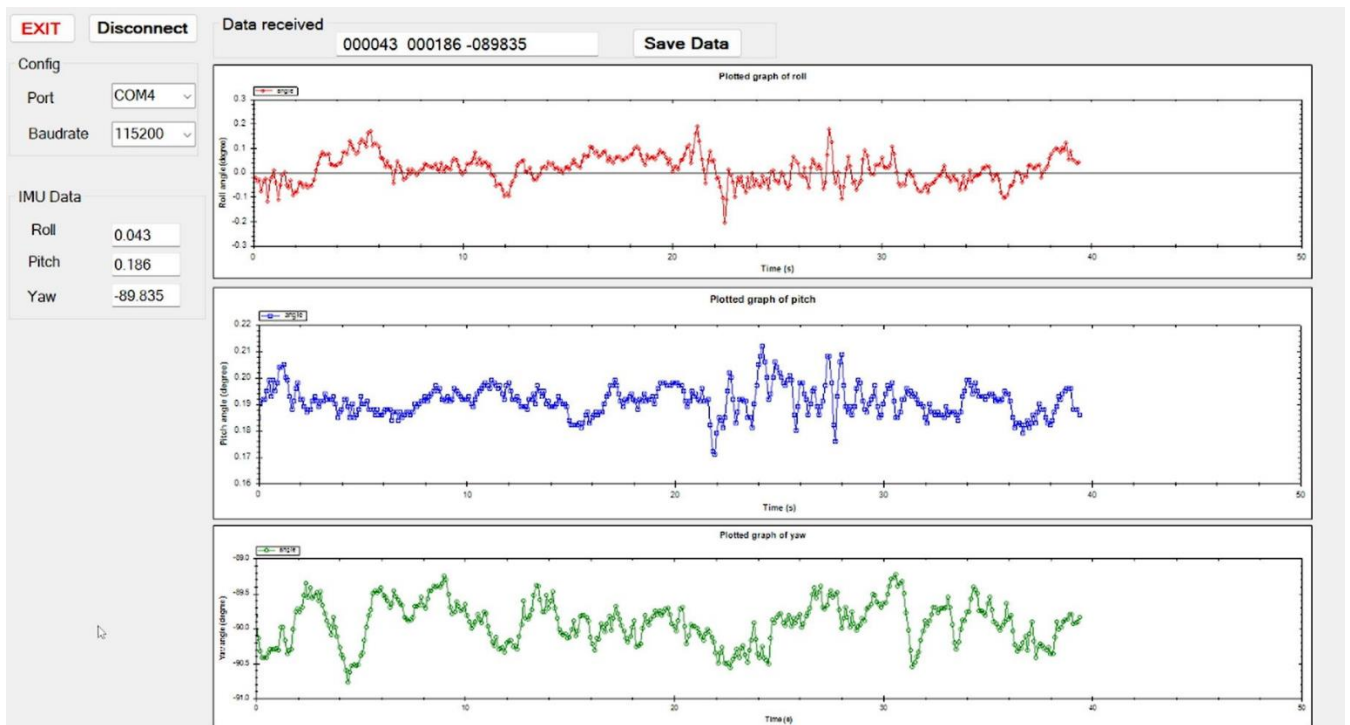 EXIT Disconnect
Config
Port COM4
Baudrate 115200
IMU Data
Roll 0.043
Pitch 0.186
Yaw -89.835
Data received
000043 000186 -089835 Save Data
Plotted graph of roll
angle
Roll angle (degree)
0.3
0.2
0.1
0.0
-0.1
-0.2
-0.3
0 10 20 30 40 50
Time (s)
Plotted graph of pitch
angle
Pitch angle (degree)
0.22
0.21
0.20
0.19
0.18
0.17
0.16
0 10 20 30 40 50
Time (s)
Plotted graph of yaw
angle
Yaw angle (degree)
-89.0
-89.5
-90.0
-90.5
-91.0
0 10 20 30 40 50
Time (s)